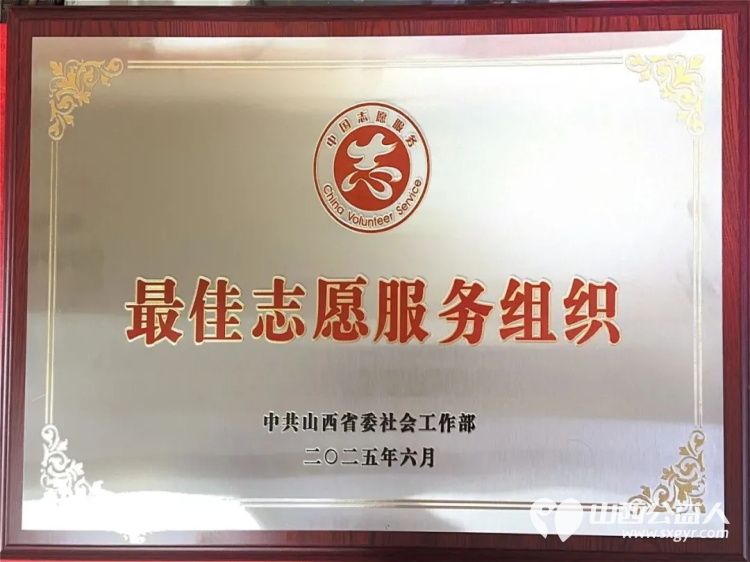 中国志愿服务
志
China Volunteer Service
最佳志愿服务组织
中共山西省委社会工作部
二〇二五年六月
山西公益人
www.sxgyr.com